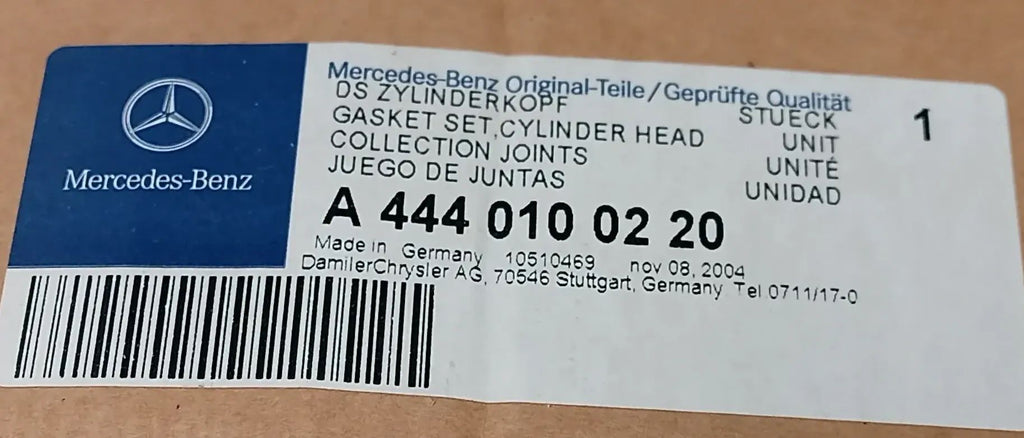 Mercedes-Benz
Mercedes-Benz Original-Teile/Geprüfte Qualität
DS ZYLINDERKOPF STUECK 1
GASKET SET,CYLINDER HEAD UNIT
COLLECTION JOINTS UNITÉ
JUEGO DE JUNTAS UNIDAD
A 444 010 02 20
Made in Germany 10510469 nov 08, 2004
DamilerChrysler AG, 70546 Stuttgart, Germany Tel 0711/17-0